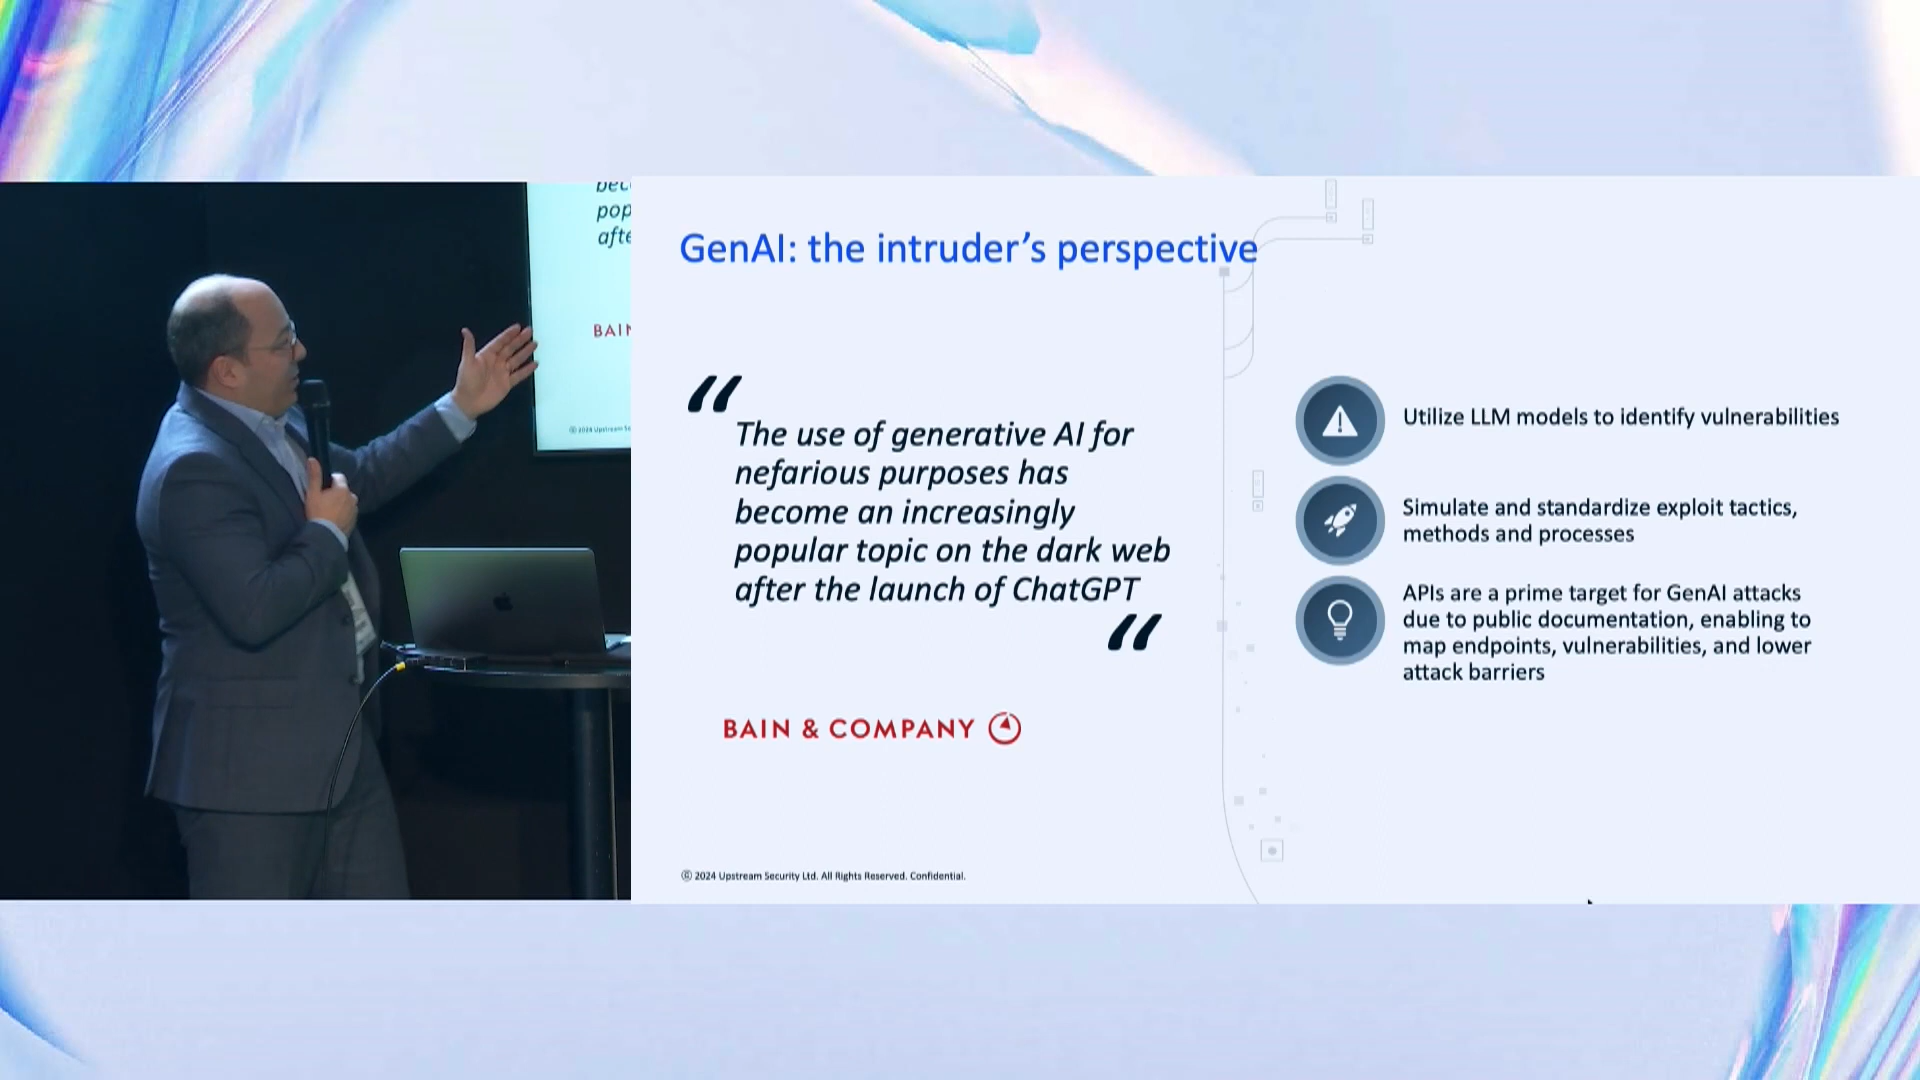 pop
afte
BAIN
GenAI: the intruder's perspective
“
The use of generative AI for
nefarious purposes has
become an increasingly
popular topic on the dark web
after the launch of ChatGPT
“
BAIN & COMPANY
Utilize LLM models to identify vulnerabilities
Simulate and standardize exploit tactics,
methods and processes
APIs are a prime target for GenAI attacks
due to public documentation, enabling to
map endpoints, vulnerabilities, and lower
attack barriers
© 2024 Upstream Security Ltd. All Rights Reserved. Confidential.